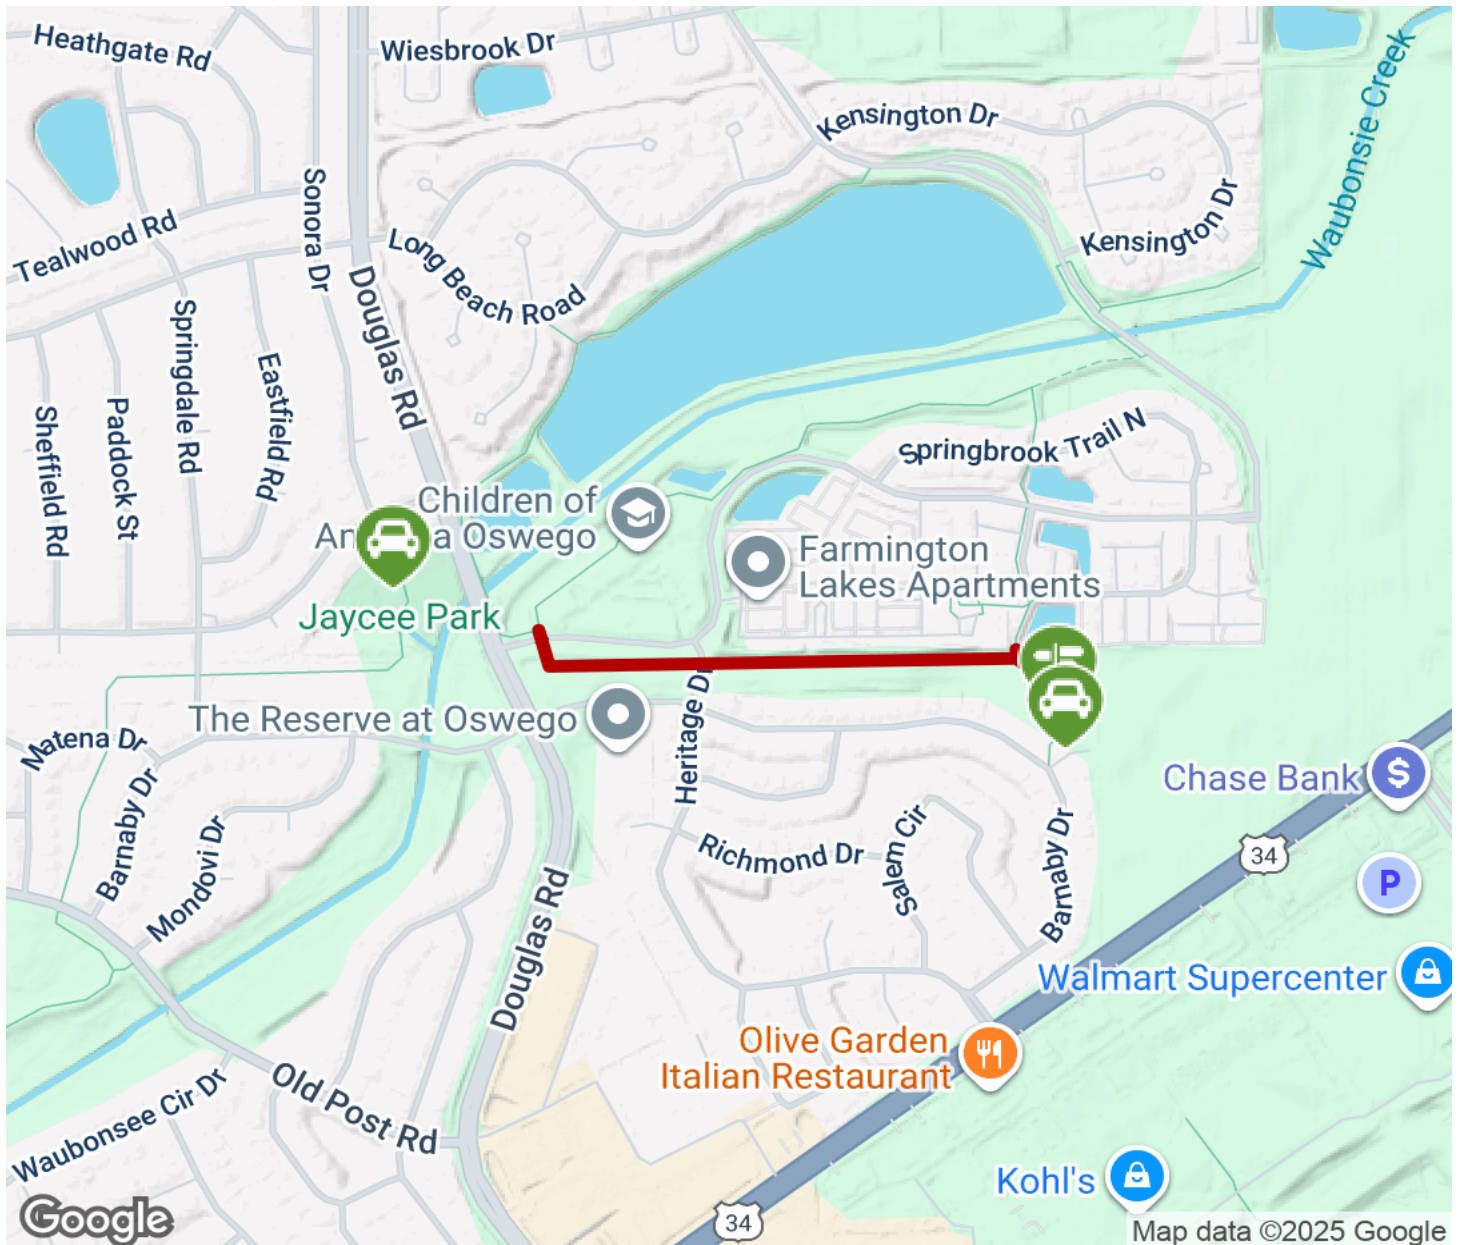 Heathgate Rd
Wiesbrook Dr
Kensington Dr
Waubonsie Creek
Sonora Dr
Tealwood Rd
Long Beach Road
Kensington Dr
Douglas Rd
Springdale Rd
Eastfield Rd
Paddock St
Sheffield Rd
Springbrook Trail N
Children of
a Oswego
Farmington
Lakes Apartments
Jaycee Park
The Reserve at Oswego
Heritage Dr
Matena Dr
Barnaby Dr
Mondovi Dr
Chase Bank
$
Richmond Dr
Salem Cir
Barnaby Dr
34
P
Douglas Rd
Walmart Supercenter
Olive Garden
Italian Restaurant
Old Post Rd
Waubonsee Cir Dr
Kohl's
34
Google
Map data ©2025 Google